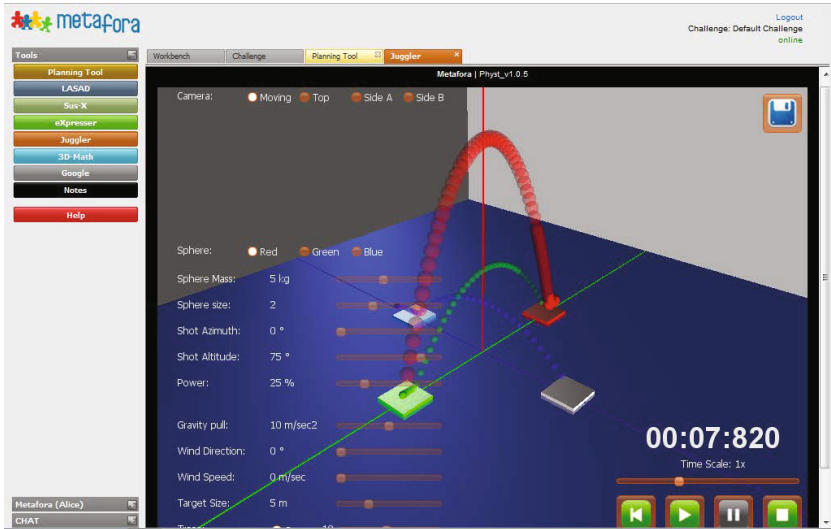 metafora
Logout
Challenge: Default Challenge
online
Tools
Workbench Challenge Planning Tool Juggler
Planning Tool
LASAD
Sus-X
eXpresser
Juggler
3D-Math
Google
Notes
Help
Metafora | Physt_v1.0.5
Camera: Moving Top Side A Side B
Sphere: Red Green Blue
Sphere Mass: 5 kg
Sphere size: 2
Shot Azimuth: 0 °
Shot Altitude: 75 °
Power: 25 %
Gravity pull: 10 m/sec2
Wind Direction: 0 °
Wind Speed: 0 m/sec
Target Size: 5 m
00:07:820
Time Scale: 1x
Metafora (Alice)
CHAT